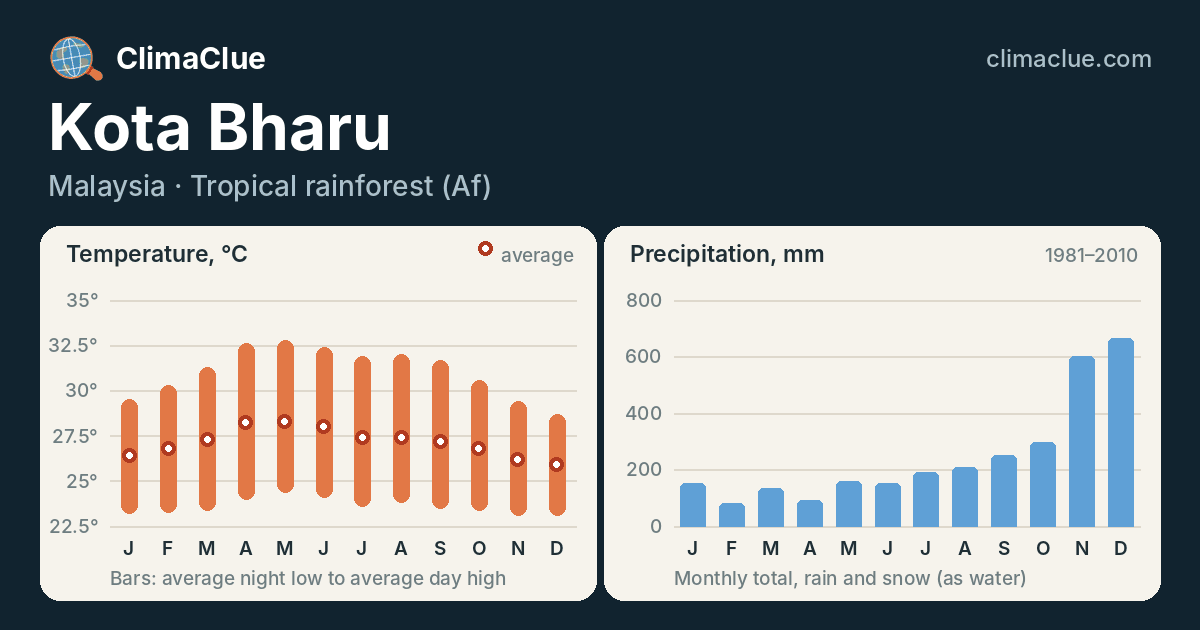 ClimaClue
climaclue.com
Kota Bharu
Malaysia · Tropical rainforest (Af)
Temperature, °C
average
35°
32.5°
30°
27.5°
25°
22.5°
J F M A M J J A S O N D
Bars: average night low to average day high
Precipitation, mm
1981–2010
800
600
400
200
0
J F M A M J J A S O N D
Monthly total, rain and snow (as water)